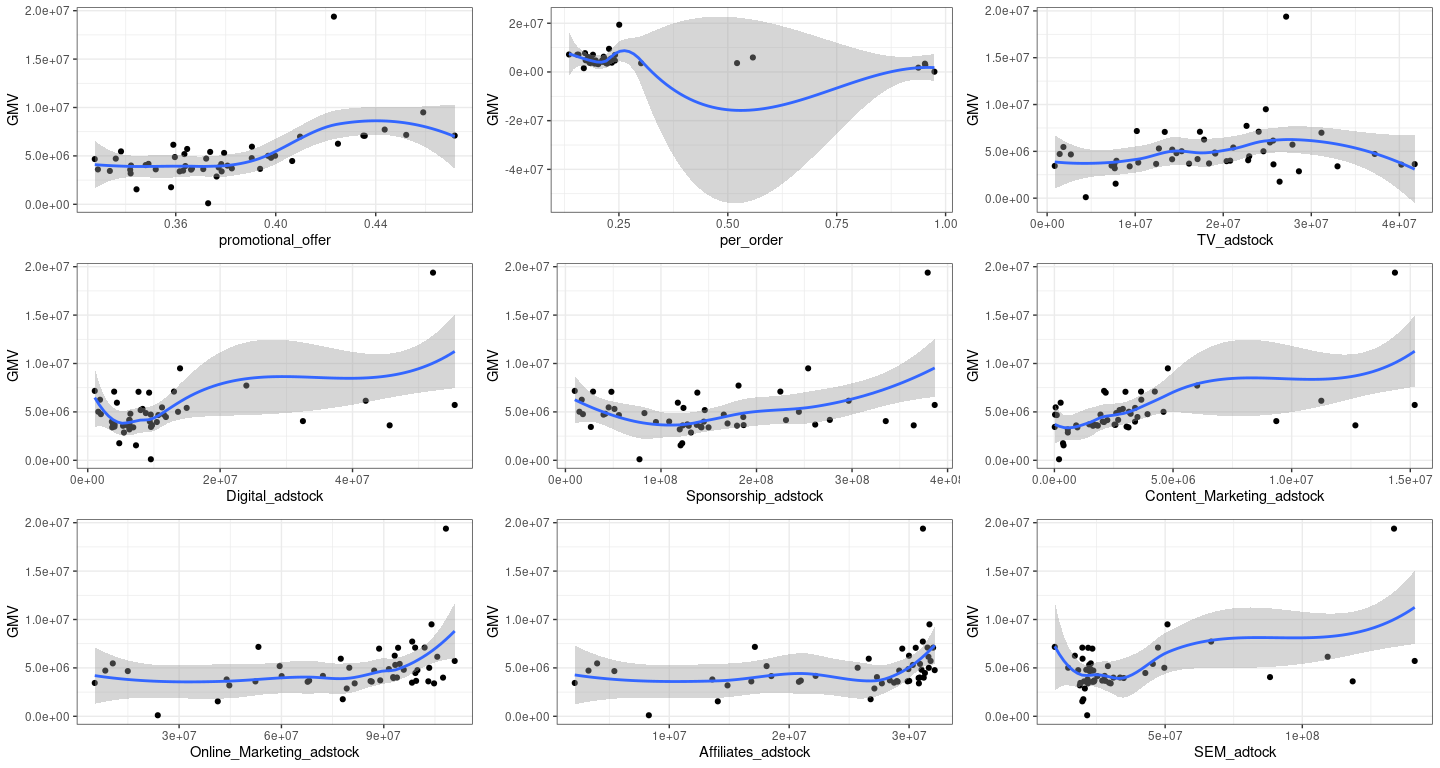 2.0e+07
1.5e+07
1.0e+07
5.0e+06
0.0e+00
GMV
0.36 0.40 0.44
promotional_offer
2e+07
0e+00
-2e+07
-4e+07
GMV
0.25 0.50 0.75 1.00
per_order
2.0e+07
1.5e+07
1.0e+07
5.0e+06
0.0e+00
GMV
0e+00 1e+07 2e+07 3e+07 4e+07
TV_adstock
2.0e+07
1.5e+07
1.0e+07
5.0e+06
0.0e+00
GMV
0e+00 2e+07 4e+07
Digital_adstock
2.0e+07
1.5e+07
1.0e+07
5.0e+06
0.0e+00
GMV
0e+00 1e+08 2e+08 3e+08 4e+0
Sponsorship_adstock
2.0e+07
1.5e+07
1.0e+07
5.0e+06
0.0e+00
GMV
0.0e+00 5.0e+06 1.0e+07 1.5e+07
Content_Marketing_adstock
2.0e+07
1.5e+07
1.0e+07
5.0e+06
0.0e+00
GMV
3e+07 6e+07 9e+07
Online_Marketing_adstock
2.0e+07
1.5e+07
1.0e+07
5.0e+06
0.0e+00
GMV
1e+07 2e+07 3e+07
Affiliates_adstock
2.0e+07
1.5e+07
1.0e+07
5.0e+06
0.0e+00
GMV
5e+07 1e+08
SEM_adtock